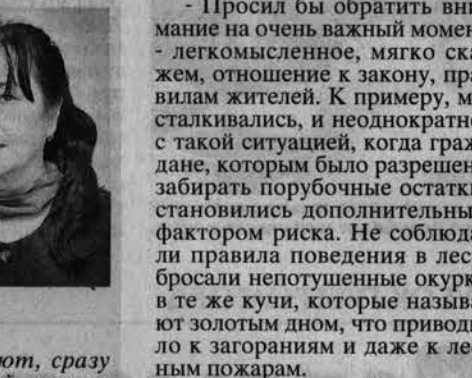 - Просил бы обратить вни
мание на очень важный момен
- легкомысленное, мягко ска
жем, отношение к закону, пра
вилам жителей. К примеру, м
сталкивались, и неоднократн
с такой ситуацией, когда граж
дане, которым было разрешен
забирать порубочные остатк
становились дополнительны
фактором риска. Не соблюда
ли правила поведения в лес
бросали непотушенные окурк
в те же кучи, которые называ
ют золотым дном, что приводи
ло к загораниям и даже к лес
ным пожарам.
ют, сразу